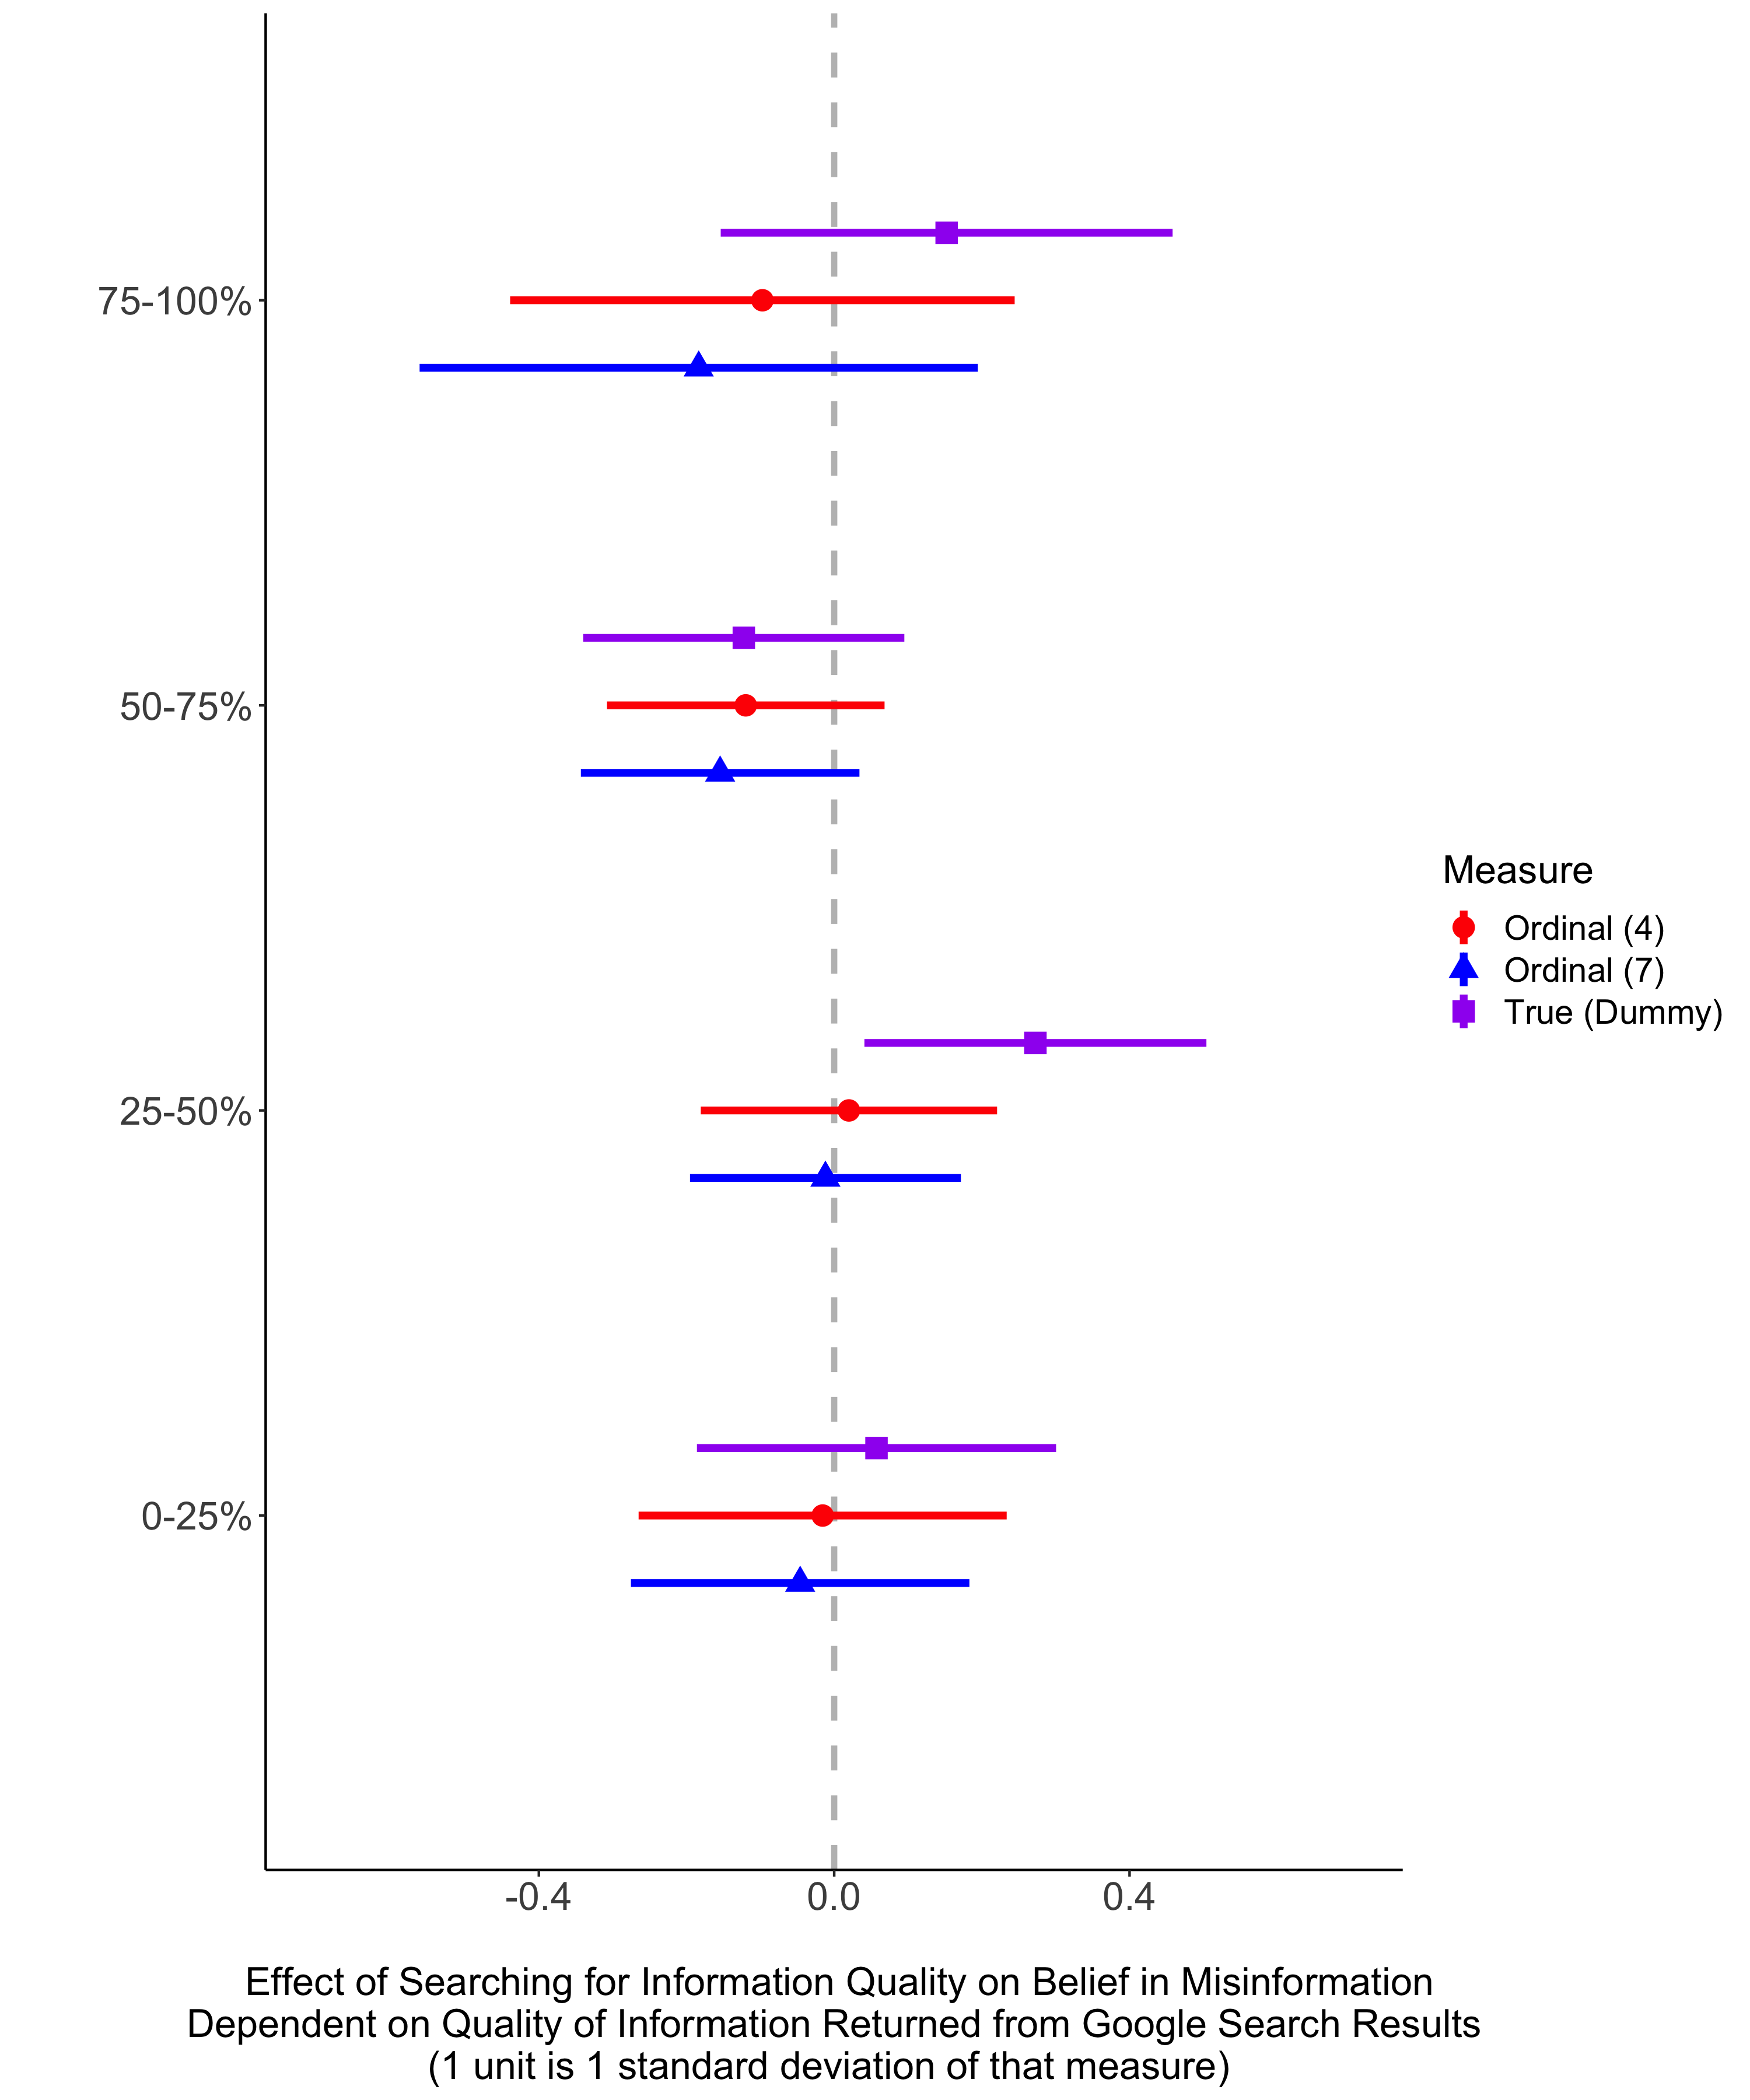 75-100%
50-75%
25-50%
0-25%
-0.4
0.0
0.4
Measure
Ordinal (4)
Ordinal (7)
True (Dummy)
Effect of Searching for Information Quality on Belief in Misinformation
Dependent on Quality of Information Returned from Google Search Results
(1 unit is 1 standard deviation of that measure)